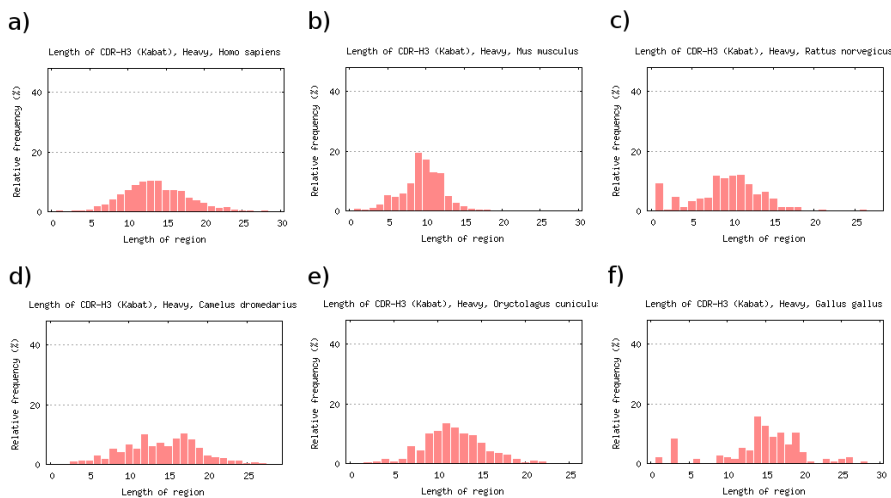 a)
b)
c)
Length of CDR-H3 (Kabat), Heavy, Homo sapiens
Length of CDR-H3 (Kabat), Heavy, Mus musculus
Length of CDR-H3 (Kabat), Heavy, Rattus norvegicus
Relative frequency (%)
40
20
0
0 5 10 15 20 25 30
Length of region
Relative frequency (%)
40
20
0
0 5 10 15 20 25 30
Length of region
Relative frequency (%)
40
20
0
0 5 10 15 20 25
Length of region
d)
e)
f)
Length of CDR-H3 (Kabat), Heavy, Camelus dromedarius
Length of CDR-H3 (Kabat), Heavy, Oryctolagus cuniculus
Length of CDR-H3 (Kabat), Heavy, Gallus gallus
Relative frequency (%)
40
20
0
0 5 10 15 20 25
Length of region
Relative frequency (%)
40
20
0
0 5 10 15 20 25
Length of region
Relative frequency (%)
40
20
0
0 5 10 15 20 25 30
Length of region